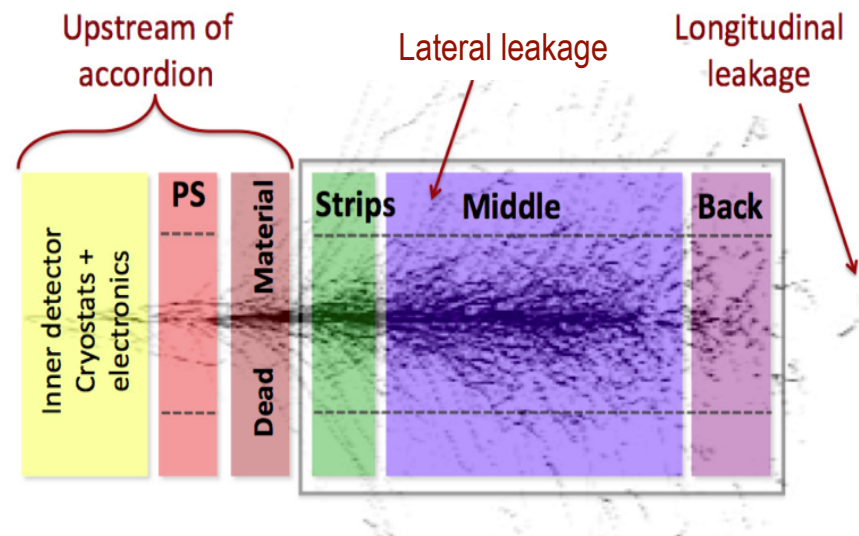 Upstream of
accordion
Lateral leakage
Longitudinal
leakage
Inner detector
Cryostats +
electronics
PS
Dead Material
Strips
Middle
Back